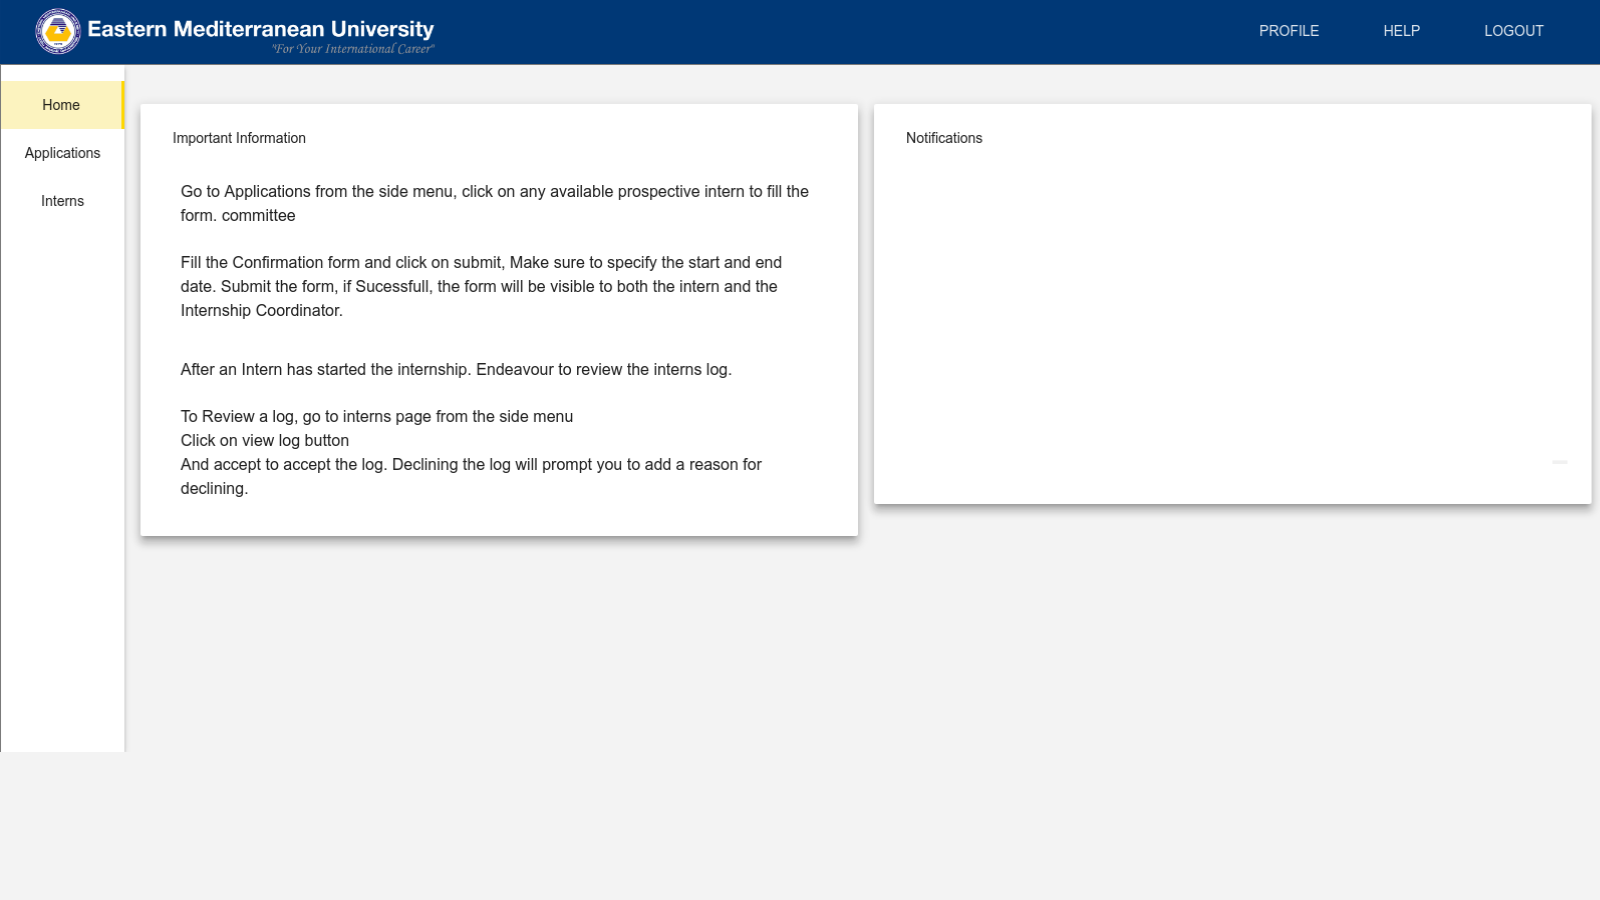 Eastern Mediterranean University
"For Your International Career"
PROFILE
HELP
LOGOUT
Home
Applications
Interns
Important Information
Go to Applications from the side menu, click on any available prospective intern to fill the
form. committee
Fill the Confirmation form and click on submit, Make sure to specify the start and end
date. Submit the form, if Sucessfull, the form will be visible to both the intern and the
Internship Coordinator.
After an Intern has started the internship. Endeavour to review the interns log.
To Review a log, go to interns page from the side menu
Click on view log button
And accept to accept the log. Declining the log will prompt you to add a reason for
declining.
Notifications